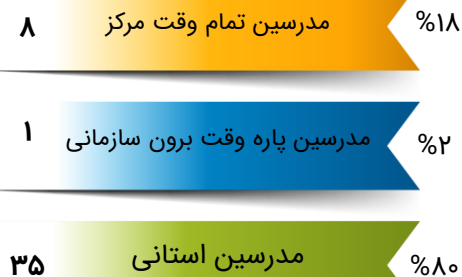 %۱۸ مدرسین تمام وقت مرکز ۸
%۲ مدرسین پاره وقت برون سازمانی ۱
%۸۰ مدرسین استانی ۳۵